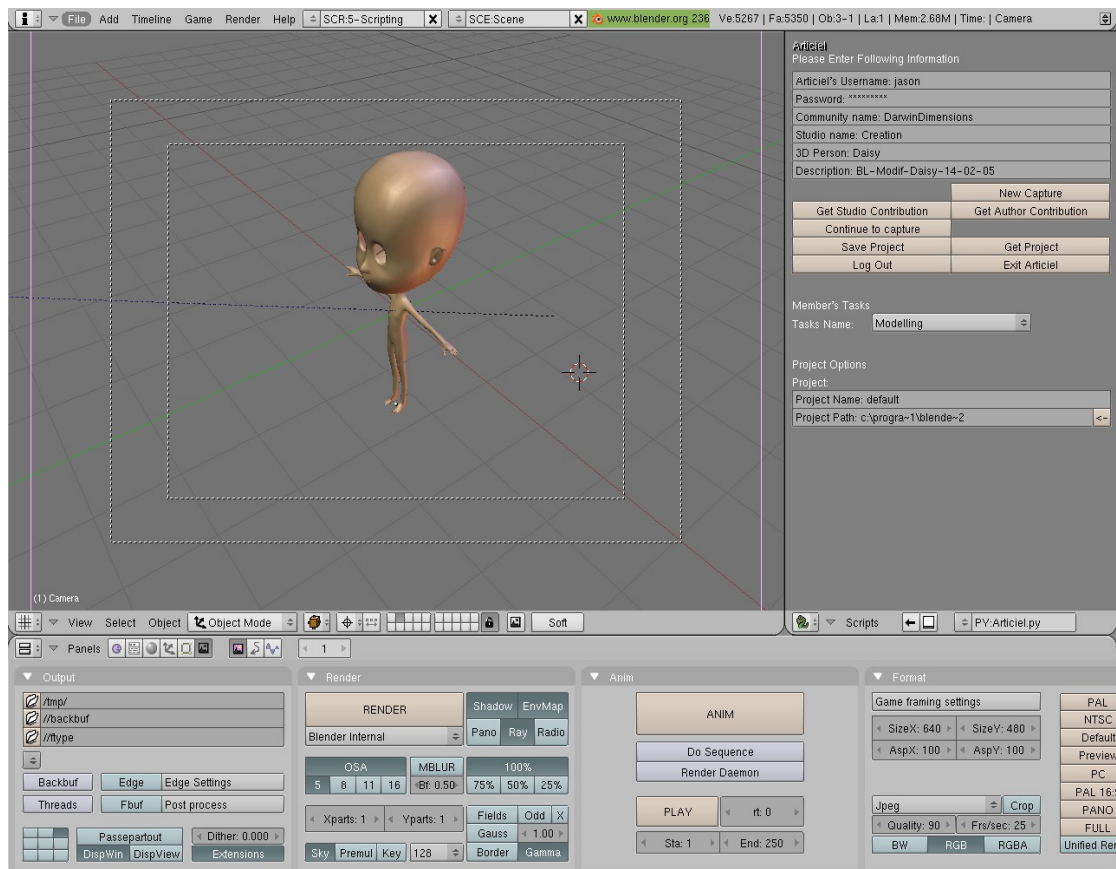 File Add Timeline Game Render Help SCR:5-Scripting X SCE:Scene X www.blender.org 236 Ve:5267 | Fa:5350 | Ob:3-1 | La:1 | Mem:2.68M | Time: | Camera
Articiel
Please Enter Following Information
Articiel's Username: jason
Password: *********
Community name: DarwinDimensions
Studio name: Creation
3D Person: Daisy
Description: BL-Modif-Daisy-14-02-05
New Capture
Get Studio Contribution Get Author Contribution
Continue to capture
Save Project Get Project
Log Out Exit Articiel
Member's Tasks
Tasks Name: Modelling
Project Options
Project:
Project Name: default
Project Path: c:\progra~1\blende~2 <-
(1) Camera
View Select Object Object Mode Soft
Scripts PY:Articiel.py
Panels 1
Output
/tmp/
//backbuf
//ftype
Backbuf Edge Edge Settings
Threads Fbuf Post process
Passepartout Dither: 0.000
DispWin DispView Extensions
Render
RENDER
Blender Internal
Shadow EnvMap
Pano Ray Radio
OSA MBLUR 100%
5 8 11 16 Bf: 0.50 75% 50% 25%
Xparts: 1 Yparts: 1 Fields Odd X
Gauss 1.00
Sky Premul Key 128 Border Gamma
Anim
ANIM
Do Sequence
Render Daemon
PLAY rt: 0
Sta: 1 End: 250
Format
Game framing settings
SizeX: 640 SizeY: 480
AspX: 100 AspY: 100
Jpeg Crop
Quality: 90 Frs/sec: 25
BW RGB RGBA
PAL
NTSC
Default
Preview
PC
PAL 16:9
PANO
FULL
Unified Ren